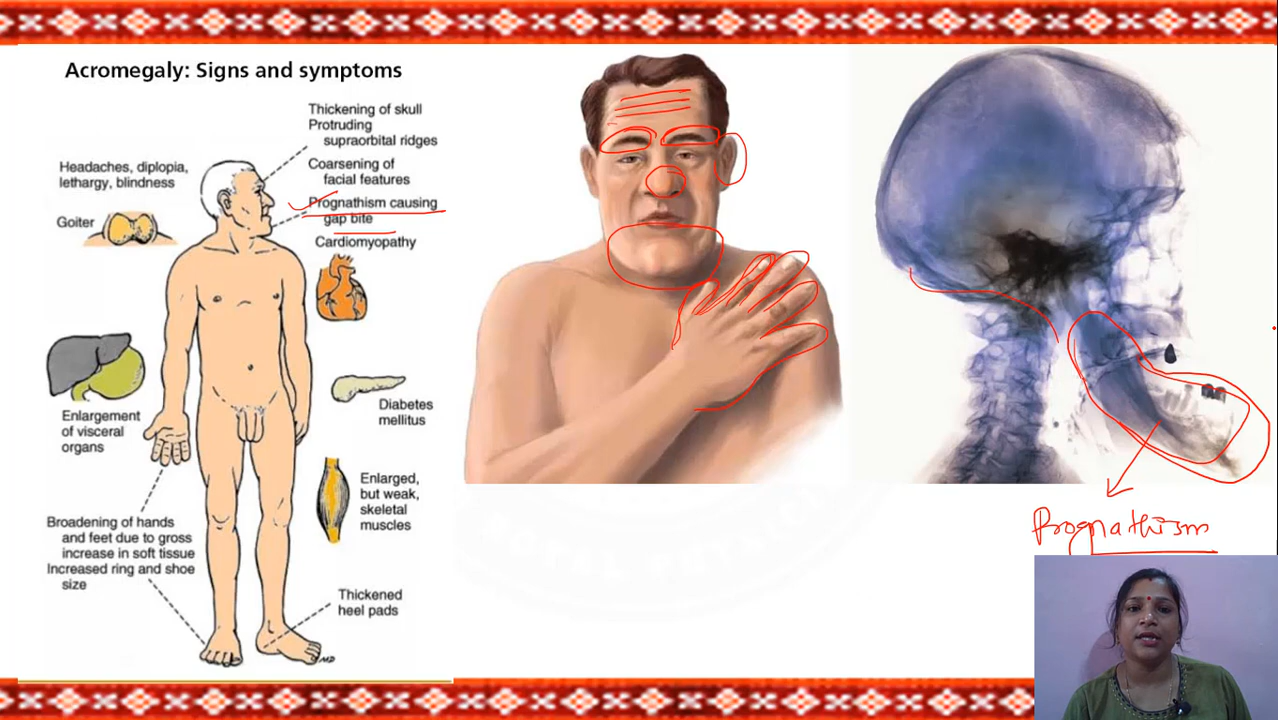 Acromegaly: Signs and symptoms
Thickening of skull
Protruding
supraorbital ridges
Headaches, diplopia,
lethargy, blindness
Coarsening of
facial features
Goiter
Prognathism causing
gap bite
Cardiomyopathy
Enlargement
of visceral
organs
Diabetes
mellitus
Enlarged,
but weak,
skeletal
muscles
Broadening of hands
and feet due to gross
increase in soft tissue
Increased ring and shoe
size
Thickened
heel pads
MD
Prognathism